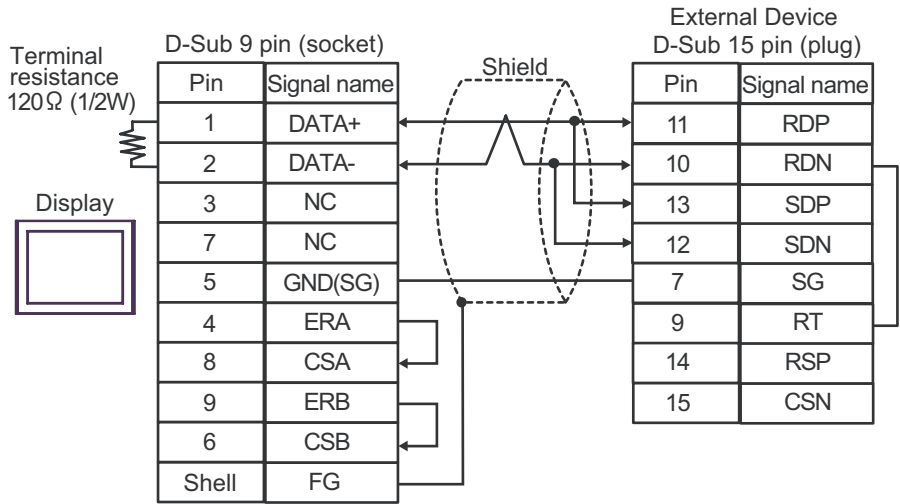 External Device
D-Sub 9 pin (socket)
D-Sub 15 pin (plug)
Terminal
resistance
120Ω (1/2W)
Shield
Display
Pin Signal name
1 DATA+
2 DATA-
3 NC
7 NC
5 GND(SG)
4 ERA
8 CSA
9 ERB
6 CSB
Shell FG
Pin Signal name
11 RDP
10 RDN
13 SDP
12 SDN
7 SG
9 RT
14 RSP
15 CSN